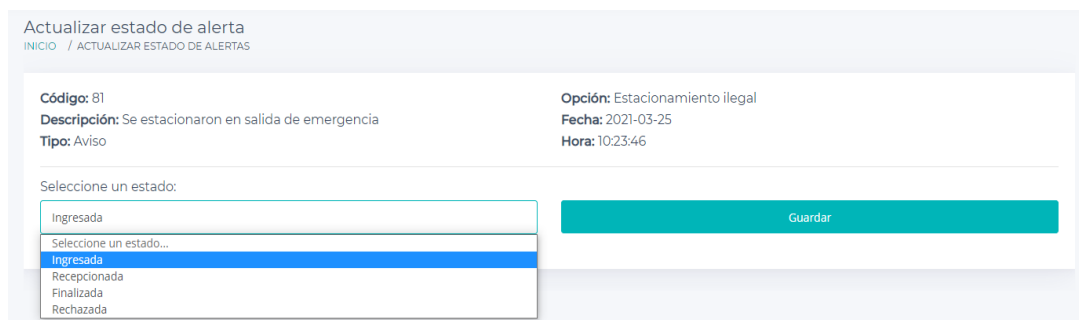 Actualizar estado de alerta
INICIO / ACTUALIZAR ESTADO DE ALERTAS
Código: 81
Descripción: Se estacionaron en salida de emergencia
Tipo: Aviso
Opción: Estacionamiento ilegal
Fecha: 2021-03-25
Hora: 10:23:46
Seleccione un estado:
Ingresada
Guardar
Seleccione un estado...
Ingresada
Recepcionada
Finalizada
Rechazada